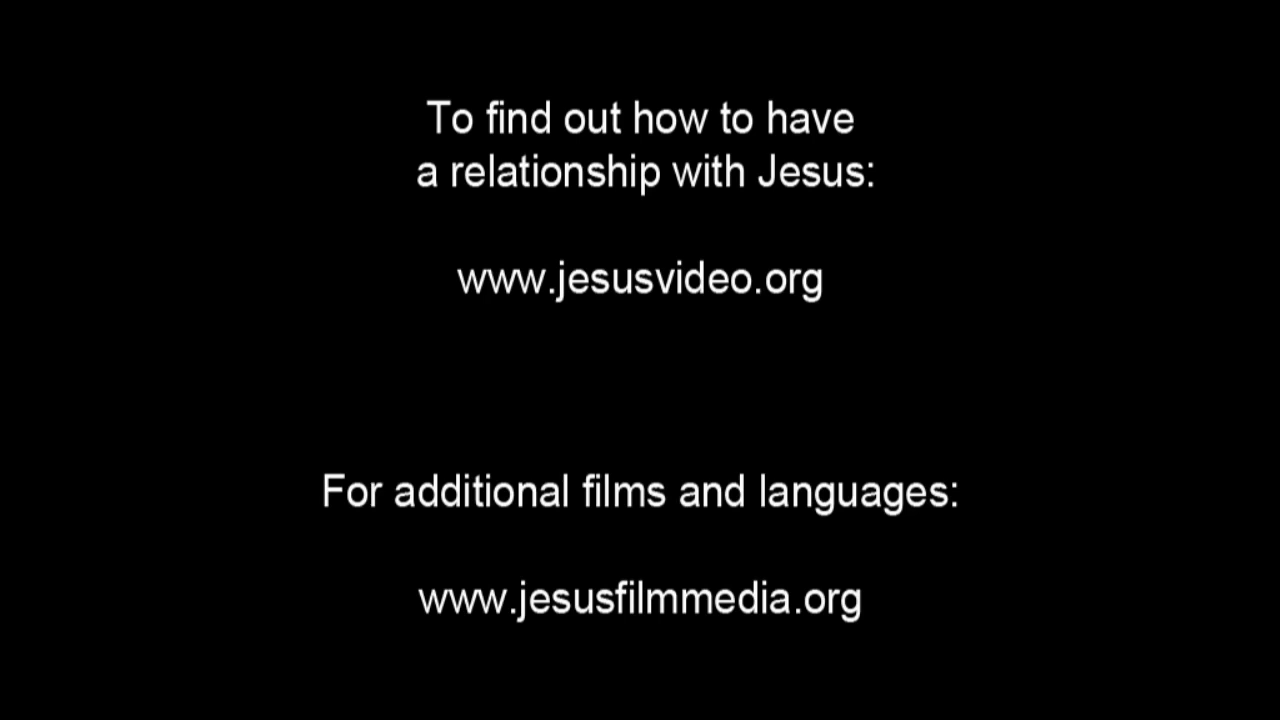 To find out how to have
a relationship with Jesus:
www.jesusvideo.org
For additional films and languages:
www.jesusfilmmedia.org